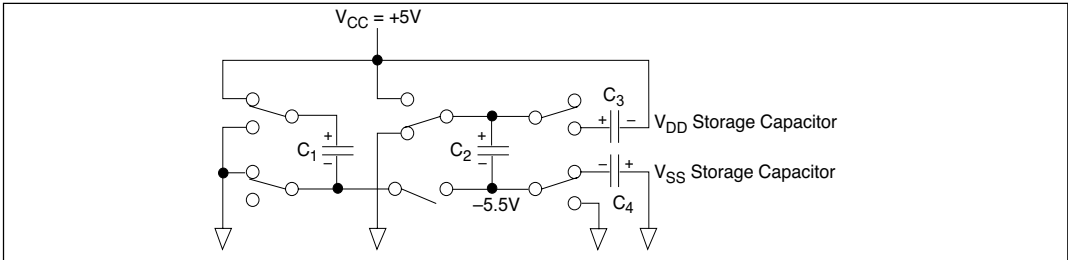 V_CC = +5V
C_3
+ −
V_DD Storage Capacitor
+
C_1
−
+
C_2
−
− +
V_SS Storage Capacitor
–5.5V
C_4